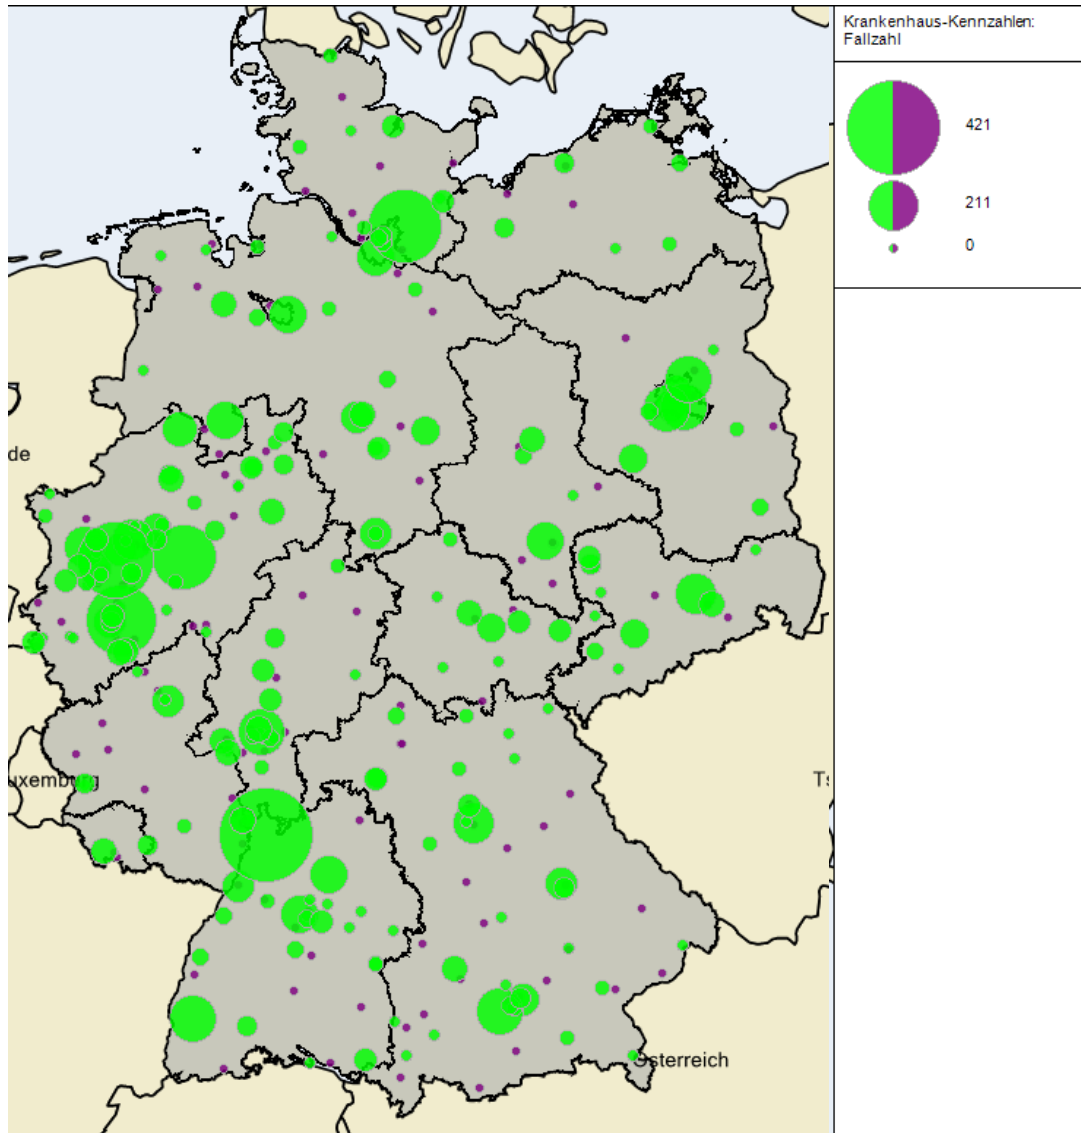 Krankenhaus-Kennzahlen:
Fallzahl
421
211
0
de
uxemburg
Ts
Österreich